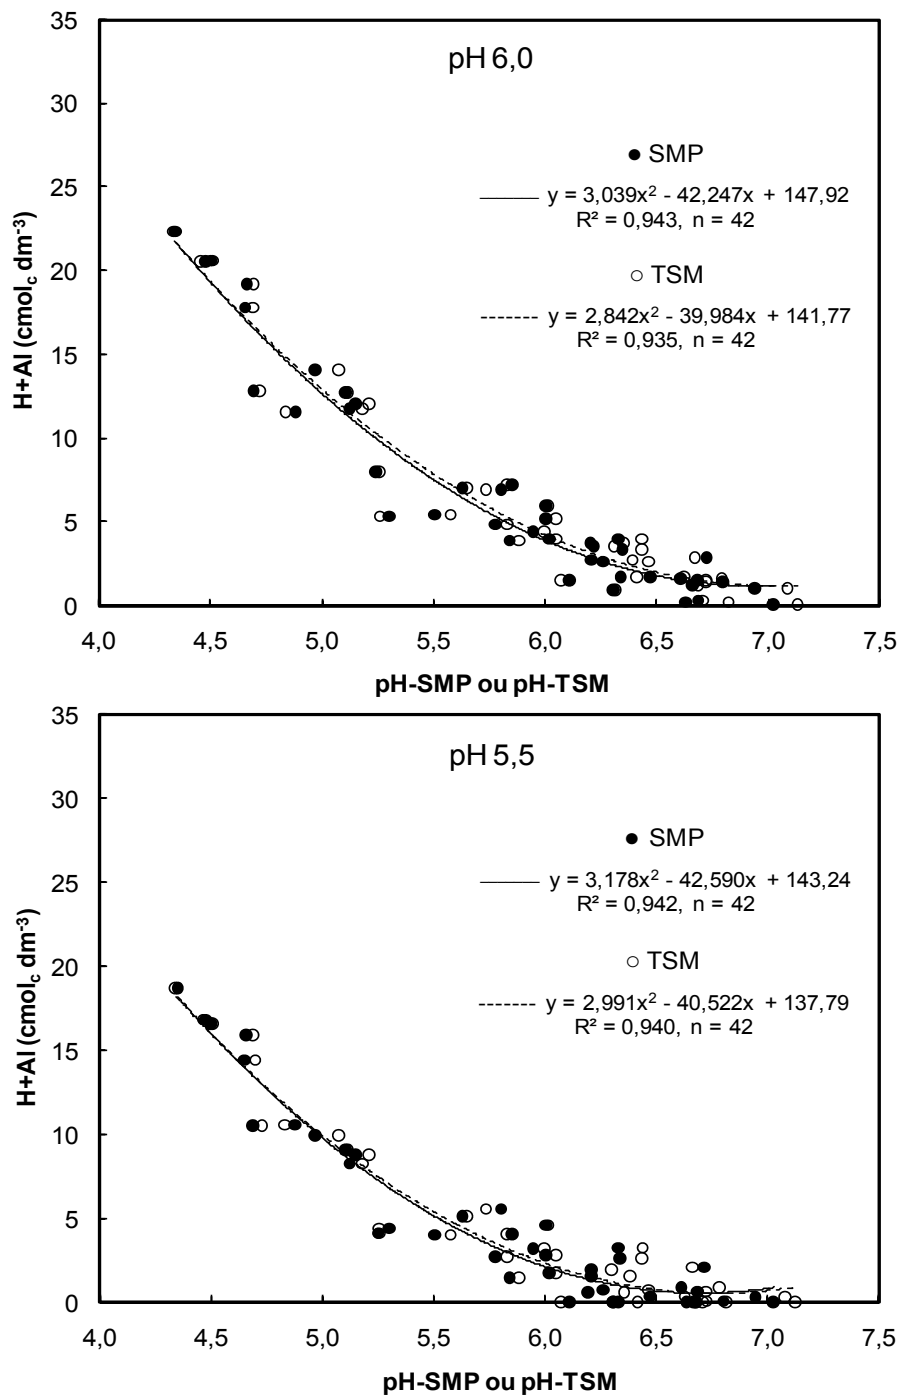 35
30
25
20
15
10
5
0
H+Al (cmol_c dm^-3)
pH 6,0
SMP
y = 3,039x² - 42,247x + 147,92
R² = 0,943, n = 42
TSM
y = 2,842x² - 39,984x + 141,77
R² = 0,935, n = 42
4,0 4,5 5,0 5,5 6,0 6,5 7,0 7,5
pH-SMP ou pH-TSM
35
30
25
20
15
10
5
0
H+Al (cmol_c dm^-3)
pH 5,5
SMP
y = 3,178x² - 42,590x + 143,24
R² = 0,942, n = 42
TSM
y = 2,991x² - 40,522x + 137,79
R² = 0,940, n = 42
4,0 4,5 5,0 5,5 6,0 6,5 7,0 7,5
pH-SMP ou pH-TSM